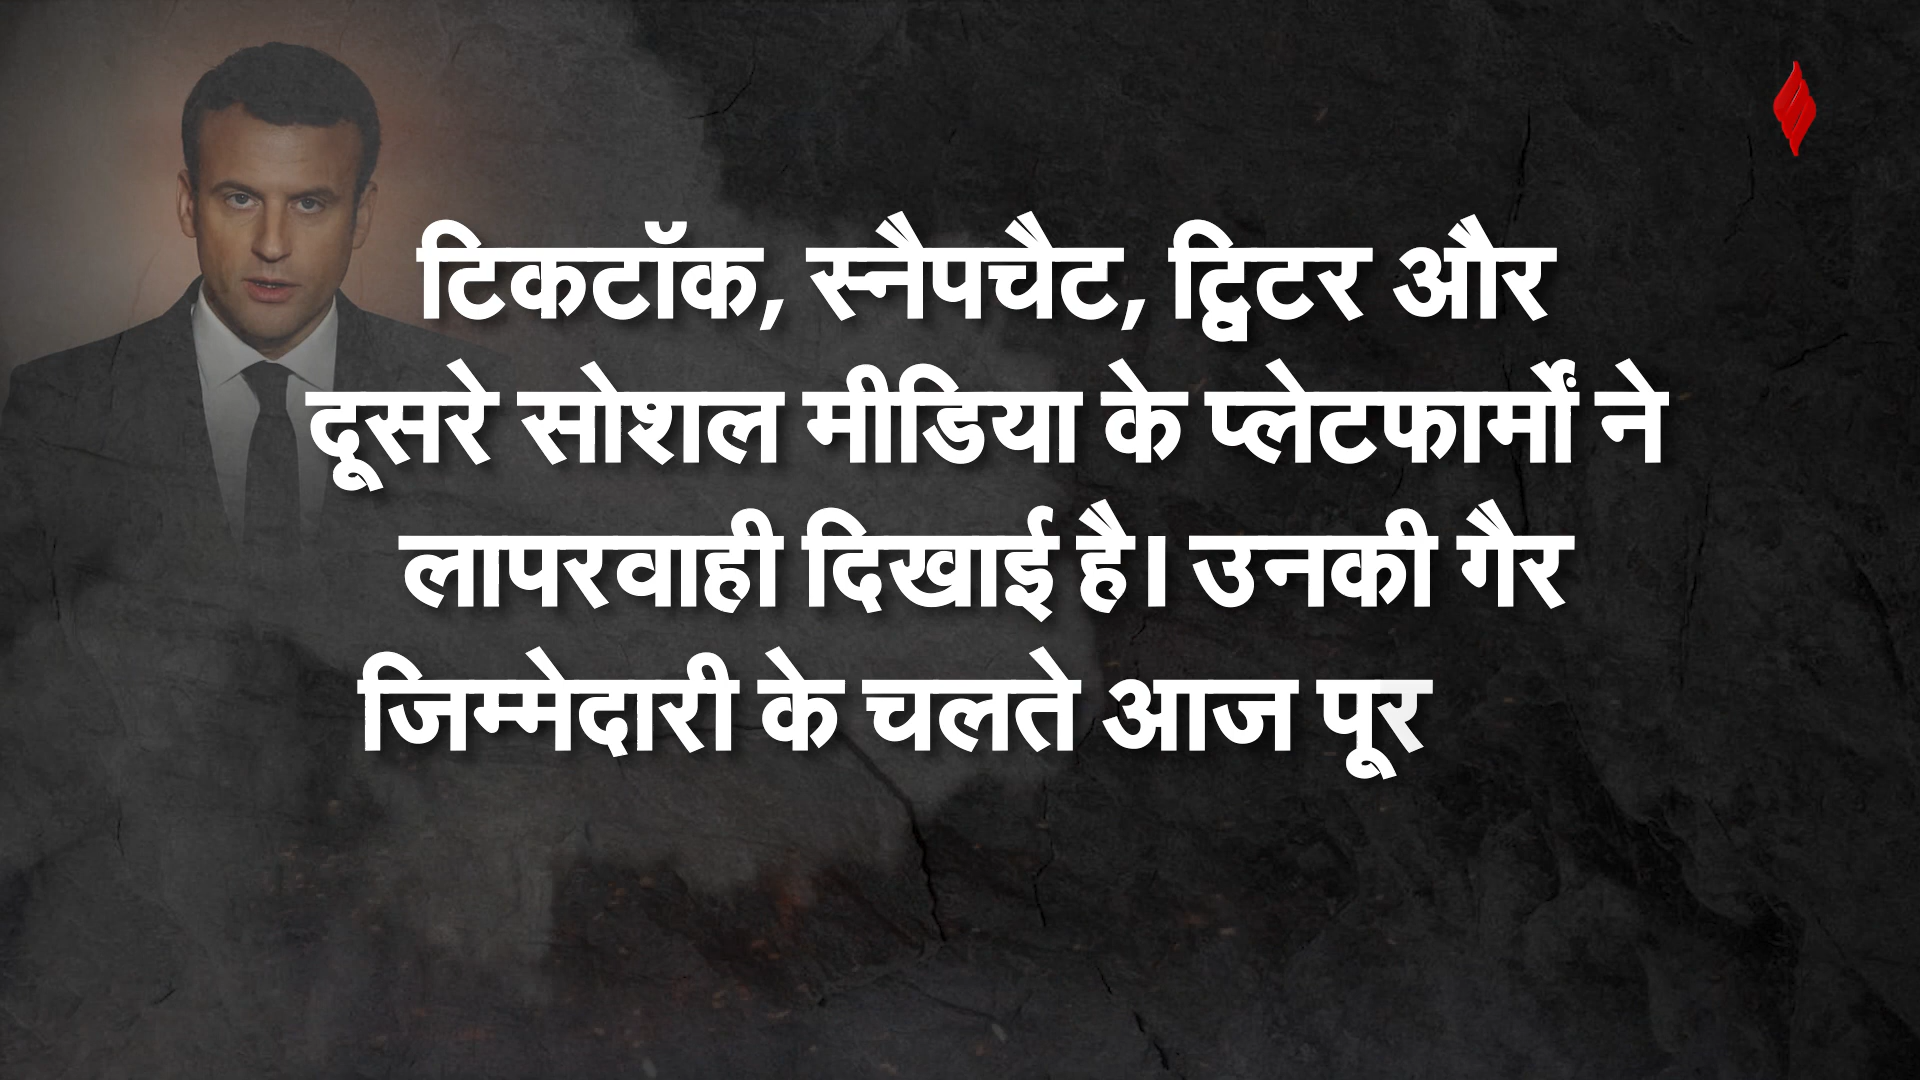 टिकटॉक, स्नैपचैट, ट्विटर और
दूसरे सोशल मीडिया के प्लेटफार्मों ने
लापरवाही दिखाई है। उनकी गैर
जिम्मेदारी के चलते आज पूर